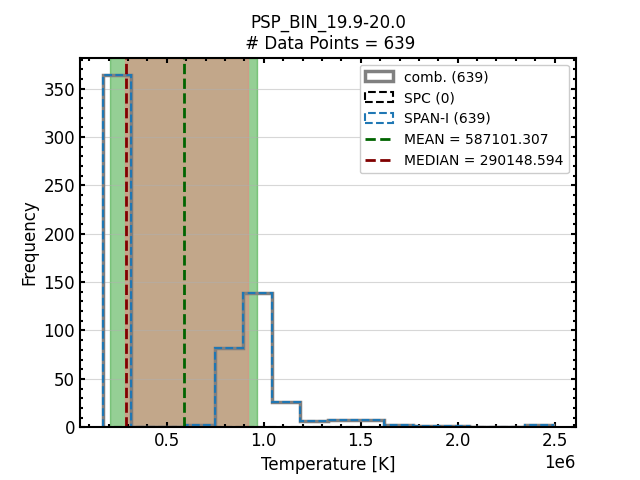 PSP_BIN_19.9-20.0
# Data Points = 639
comb. (639)
SPC (0)
SPAN-I (639)
MEAN = 587101.307
MEDIAN = 290148.594
Frequency
350
300
250
200
150
100
50
0
0.5 1.0 1.5 2.0 2.5
1e6
Temperature [K]